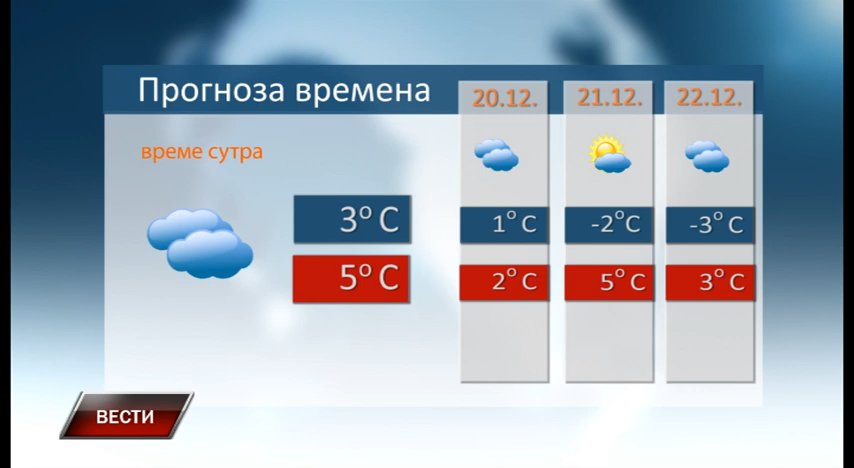 Прогноза времена
време сутра
3° C
5° C
20.12.
1° C
2° C
21.12.
-2°C
5° C
22.12.
-3° C
3° C
ВЕСТИ